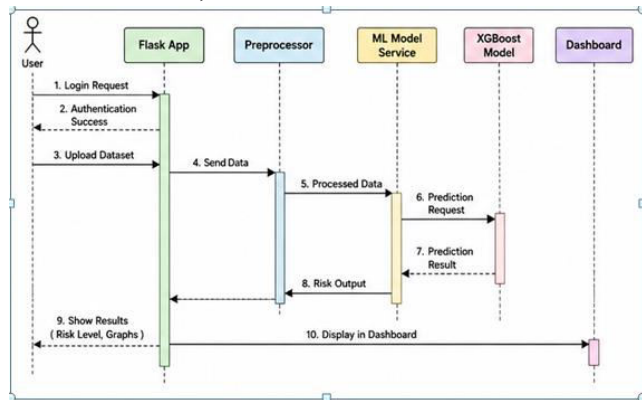 Flask App
Preprocessor
ML Model
Service
XGBoost
Model
Dashboard
User
1. Login Request
2. Authentication
Success
3. Upload Dataset
4. Send Data
5. Processed Data
6. Prediction
Request
7. Prediction
Result
8. Risk Output
9. Show Results
( Risk Level, Graphs )
10. Display in Dashboard